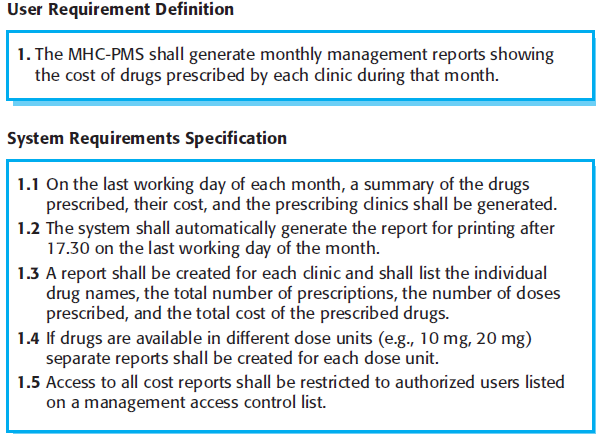 User Requirement Definition
1. The MHC-PMS shall generate monthly management reports showing
the cost of drugs prescribed by each clinic during that month.
System Requirements Specification
1.1 On the last working day of each month, a summary of the drugs
prescribed, their cost, and the prescribing clinics shall be generated.
1.2 The system shall automatically generate the report for printing after
17.30 on the last working day of the month.
1.3 A report shall be created for each clinic and shall list the individual
drug names, the total number of prescriptions, the number of doses
prescribed, and the total cost of the prescribed drugs.
1.4 If drugs are available in different dose units (e.g., 10 mg, 20 mg)
separate reports shall be created for each dose unit.
1.5 Access to all cost reports shall be restricted to authorized users listed
on a management access control list.